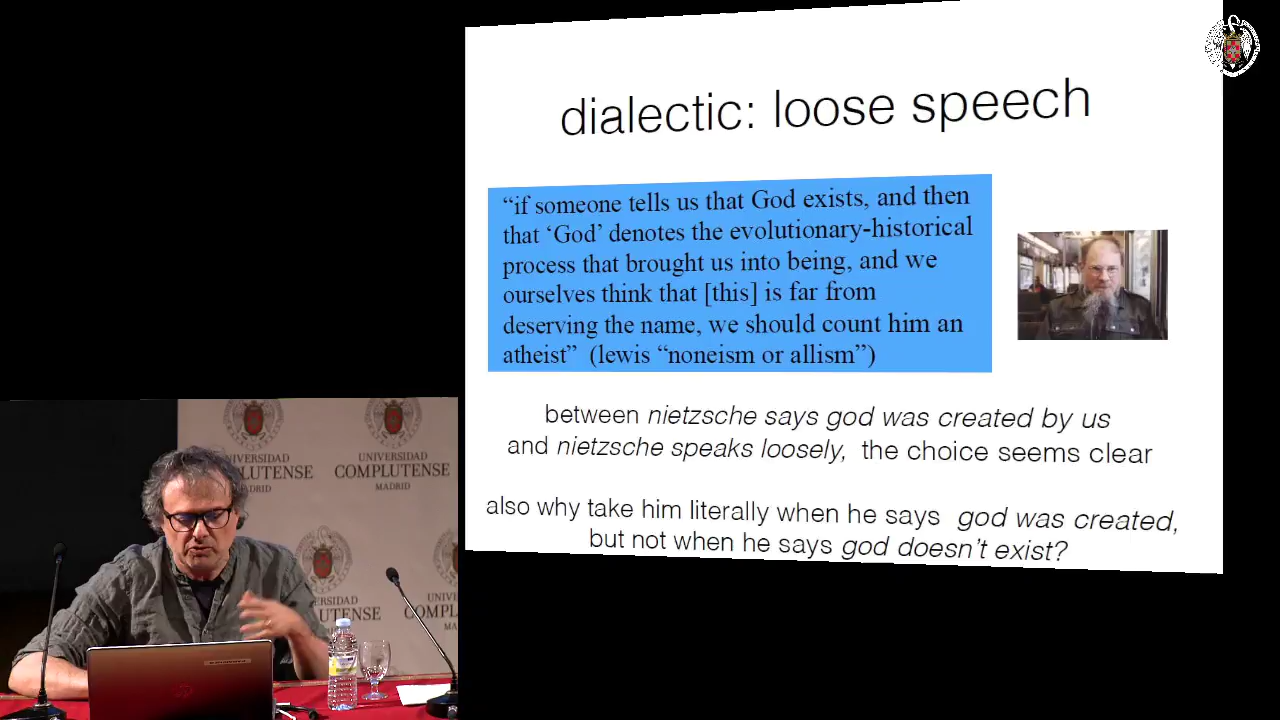 dialectic: loose speech
“if someone tells us that God exists, and then
that ‘God’ denotes the evolutionary-historical
process that brought us into being, and we
ourselves think that [this] is far from
deserving the name, we should count him an
atheist” (lewis “noneism or allism”)
between nietzsche says god was created by us
and nietzsche speaks loosely, the choice seems clear
also why take him literally when he says god was created,
but not when he says god doesn't exist?
UNIVERSIDAD
COMPLUTENSE
MADRID